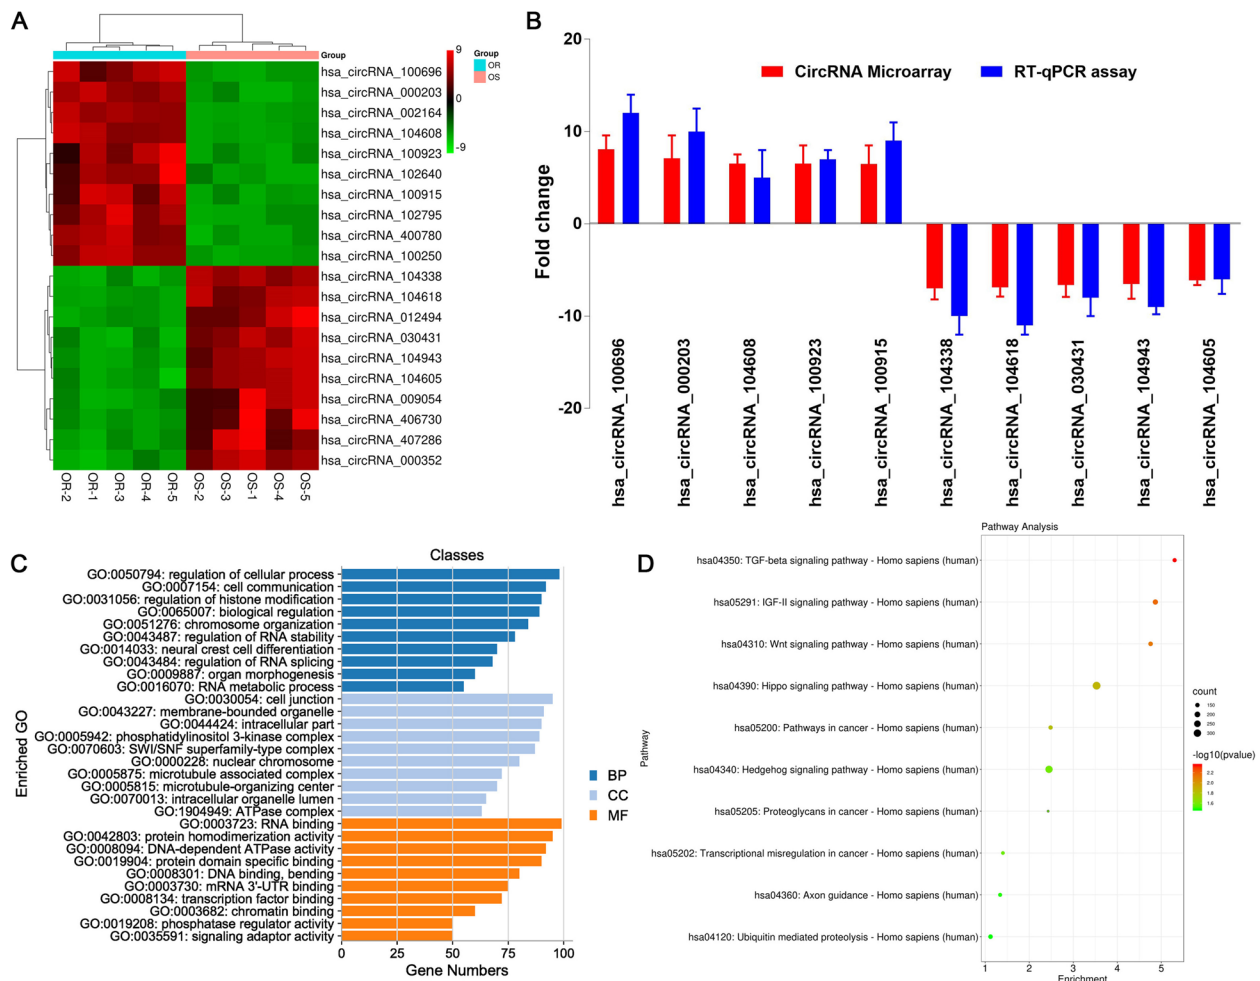 A
Group
hsa_circRNA_100696
hsa_circRNA_000203
hsa_circRNA_002164
hsa_circRNA_104608
hsa_circRNA_100923
hsa_circRNA_102640
hsa_circRNA_100915
hsa_circRNA_102795
hsa_circRNA_400780
hsa_circRNA_100250
hsa_circRNA_104338
hsa_circRNA_104618
hsa_circRNA_012494
hsa_circRNA_030431
hsa_circRNA_104943
hsa_circRNA_104605
hsa_circRNA_009054
hsa_circRNA_406730
hsa_circRNA_407286
hsa_circRNA_000352
9
0
-9
Group
OR
OS
OR-2
OR-1
OR-3
OR-4
OR-5
OS-2
OS-3
OS-1
OS-4
OS-5
B
CircRNA Microarray
RT-qPCR assay
Fold change
20
10
0
-10
-20
hsa_circRNA_100696
hsa_circRNA_000203
hsa_circRNA_104608
hsa_circRNA_100923
hsa_circRNA_100915
hsa_circRNA_104338
hsa_circRNA_104618
hsa_circRNA_030431
hsa_circRNA_104943
hsa_circRNA_104605
C
Classes
Enriched GO
GO:0050794: regulation of cellular process
GO:0007154: cell communication
GO:0031056: regulation of histone modification
GO:0065007: biological regulation
GO:0051276: chromosome organization
GO:0043487: regulation of RNA stability
GO:0014033: neural crest cell differentiation
GO:0043484: regulation of RNA splicing
GO:0009887: organ morphogenesis
GO:0016070: RNA metabolic process
GO:0030054: cell junction
GO:0043227: membrane-bounded organelle
GO:0044424: intracellular part
GO:0005942: phosphatidylinositol 3-kinase complex
GO:0070603: SWI/SNF superfamily-type complex
GO:0000228: nuclear chromosome
GO:0005875: microtubule associated complex
GO:0005815: microtubule-organizing center
GO:0070013: intracellular organelle lumen
GO:1904949: ATPase complex
GO:0003723: RNA binding
GO:0042803: protein homodimerization activity
GO:0008094: DNA-dependent ATPase activity
GO:0019904: protein domain specific binding
GO:0008301: DNA binding, bending
GO:0003730: mRNA 3'-UTR binding
GO:0008134: transcription factor binding
GO:0003682: chromatin binding
GO:0019208: phosphatase regulator activity
GO:0035591: signaling adaptor activity
0
25
50
75
100
Gene Numbers
BP
CC
MF
D
Pathway Analysis
Pathway
hsa04350: TGF-beta signaling pathway - Homo sapiens (human)
hsa05291: IGF-II signaling pathway - Homo sapiens (human)
hsa04310: Wnt signaling pathway - Homo sapiens (human)
hsa04390: Hippo signaling pathway - Homo sapiens (human)
hsa05200: Pathways in cancer - Homo sapiens (human)
hsa04340: Hedgehog signaling pathway - Homo sapiens (human)
hsa05205: Proteoglycans in cancer - Homo sapiens (human)
hsa05202: Transcriptional misregulation in cancer - Homo sapiens (human)
hsa04360: Axon guidance - Homo sapiens (human)
hsa04120: Ubiquitin mediated proteolysis - Homo sapiens (human)
1
2
3
4
5
Enrichment
count
150
200
250
300
-log10(pvalue)
2.2
2.0
1.8
1.6